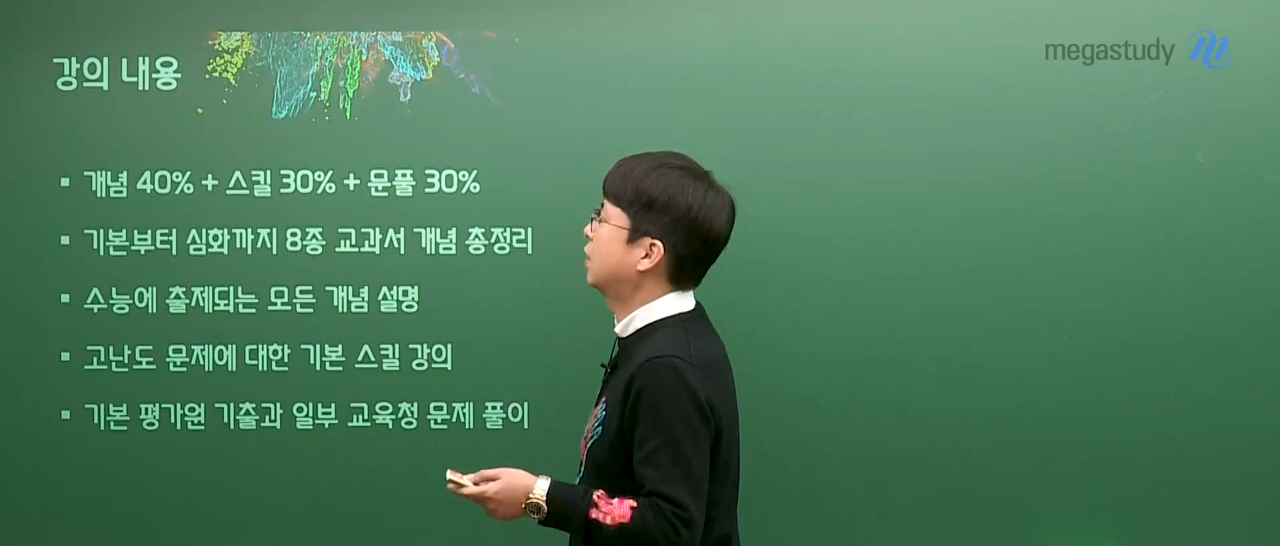 강의 내용
megastudy
▪ 개념 40% + 스킬 30% + 문풀 30%
▪ 기본부터 심화까지 8종 교과서 개념 총정리
▪ 수능에 출제되는 모든 개념 설명
▪ 고난도 문제에 대한 기본 스킬 강의
▪ 기본 평가원 기출과 일부 교육청 문제 풀이